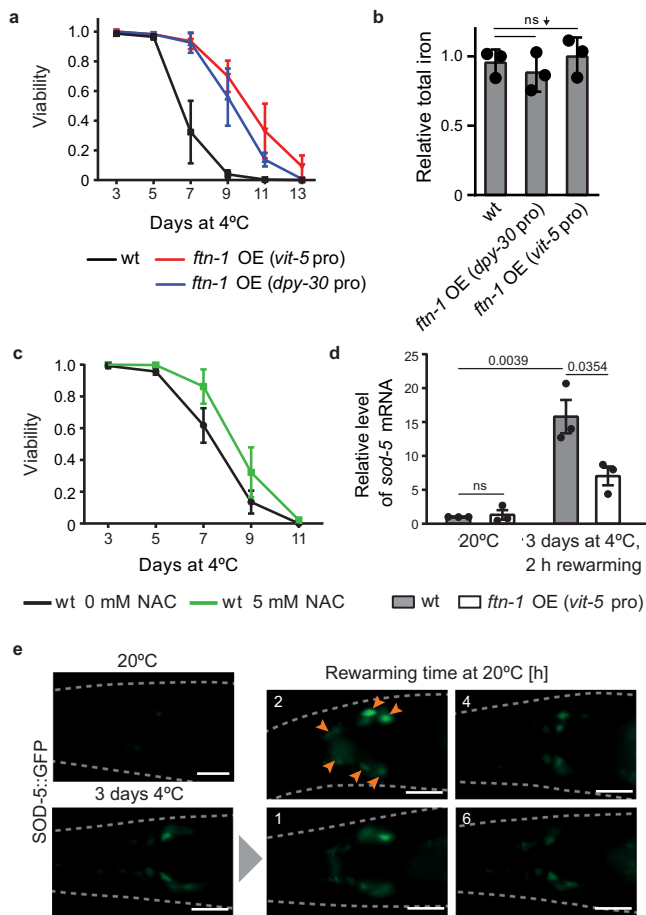 a
Viability
1.0
0.8
0.6
0.4
0.2
0
3
5
7
9
11
13
Days at 4ºC
wt
ftn-1 OE (vit-5 pro)
ftn-1 OE (dpy-30 pro)
b
ns
Relative total iron
1.0
0.5
0
wt
ftn-1 OE (dpy-30 pro)
ftn-1 OE (vit-5 pro)
c
Viability
1.0
0.8
0.6
0.4
0.2
0
3
5
7
9
11
Days at 4ºC
wt 0 mM NAC
wt 5 mM NAC
d
Relative level
of sod-5 mRNA
25
20
15
10
5
0
0.0039
0.0354
ns
20ºC
3 days at 4ºC,
2 h rewarming
wt
ftn-1 OE (vit-5 pro)
e
SOD-5::GFP
20ºC
3 days 4ºC
Rewarming time at 20ºC [h]
2
4
1
6